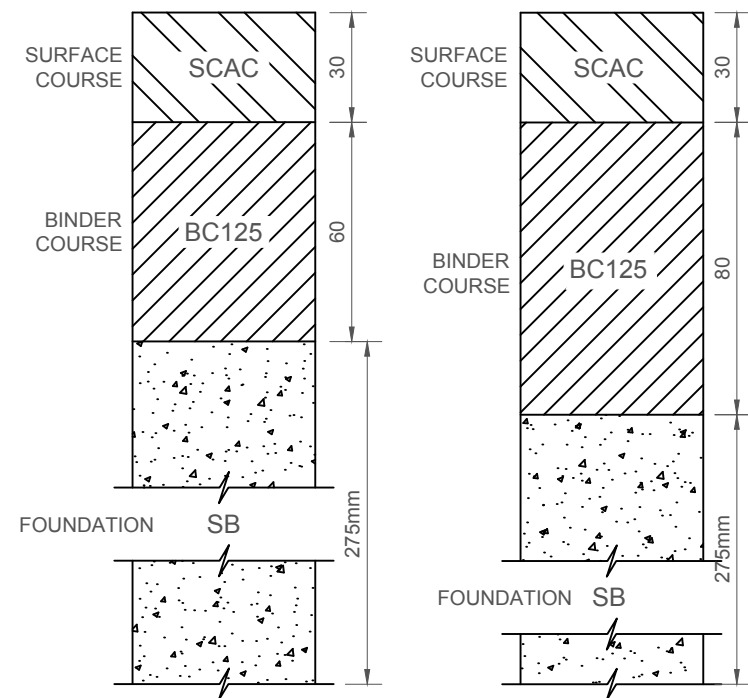 SURFACE
COURSE
SCAC
30
BINDER
COURSE
BC125
60
FOUNDATION
SB
275mm
SURFACE
COURSE
SCAC
30
BINDER
COURSE
BC125
80
FOUNDATION
SB
275mm